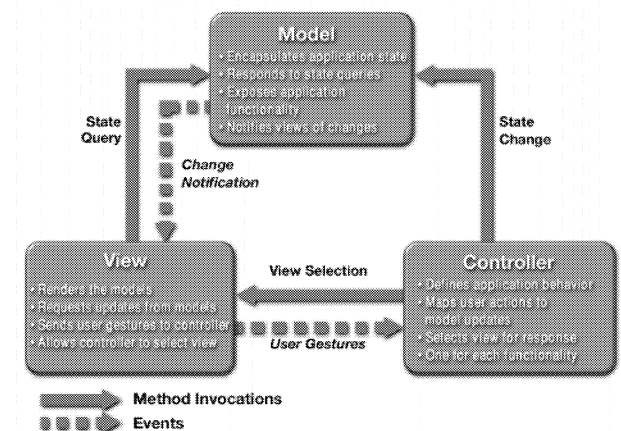 Model
• Encapsulates application state
• Responds to state queries
• Exposes application
functionality
• Notifies views of changes
State
Query
State
Change
Change
Notification
View
• Renders the models
• Requests updates from models
• Sends user gestures to controller
• Allows controller to select view
View Selection
User Gestures
Controller
• Defines application behavior
• Maps user actions to
model updates
• Selects view for response
• One for each functionality
Method Invocations
Events